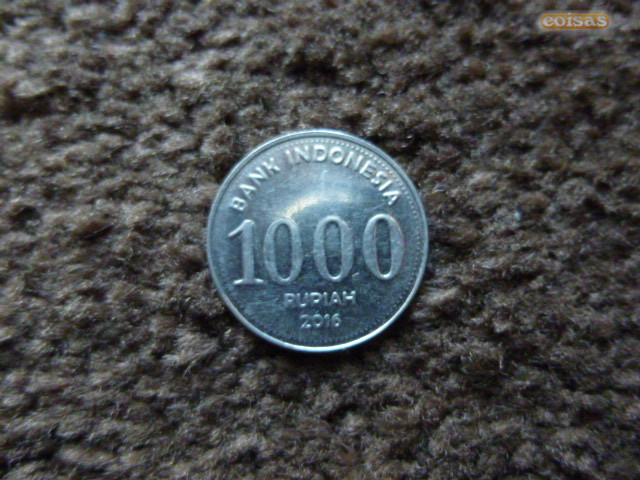 coisas
BANK INDONESIA
1000
RUPIAH
2016